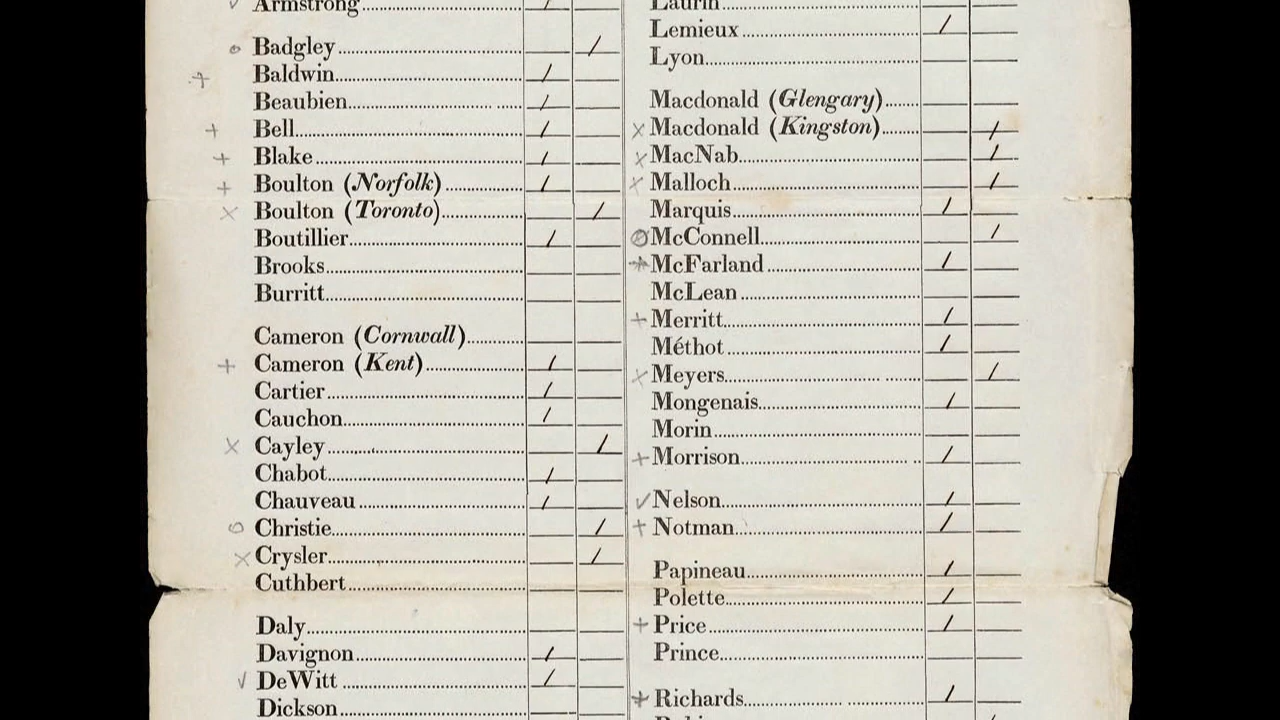 Armstrong
Badgley
Baldwin
Beaubien
Bell
Blake
Boulton (Norfolk)
Boulton (Toronto)
Boutillier
Brooks
Burritt
Cameron (Cornwall)
Cameron (Kent)
Cartier
Cauchon
Cayley
Chabot
Chauveau
Christie
Crysler
Cuthbert
Daly
Davignon
DeWitt
Dickson
Laurin
Lemieux
Lyon
Macdonald (Glengary)
Macdonald (Kingston)
MacNab
Malloch
Marquis
McConnell
McFarland
McLean
Merritt
Méthot
Meyers
Mongenais
Morin
Morrison
Nelson
Notman
Papineau
Polette
Price
Prince
Richards